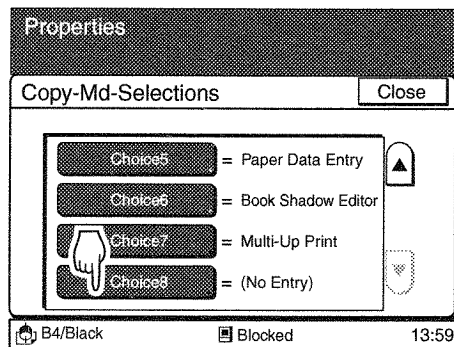 Properties
Copy-Md-Selections Close
Choice5 = Paper Data Entry
Choice6 = Book Shadow Editor
Choice7 = Multi-Up Print
Choice8 = (No Entry)
B4/Black Blocked 13:59